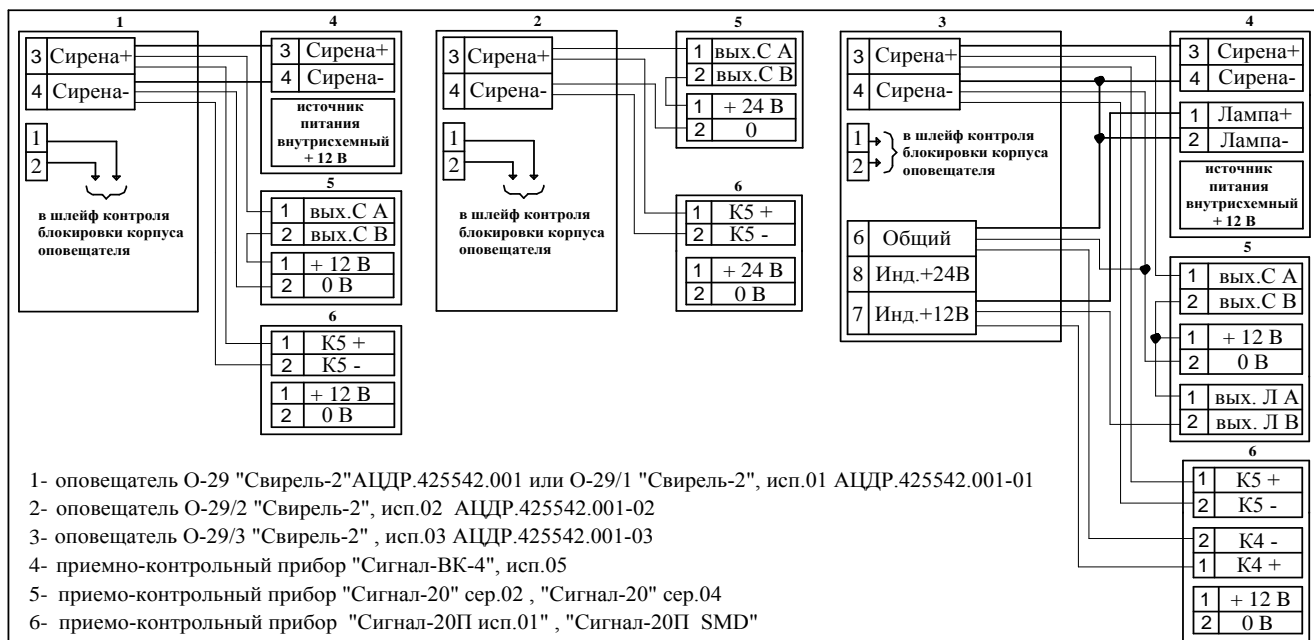 1
3 Сирена+
4 Сирена-
1
2
в шлейф контроля
блокировки корпуса
оповещателя
4
3 Сирена+
4 Сирена-
источник
питания
внутрисхемный
+ 12 В
5
1 вых.С А
2 вых.С В
1 + 12 В
2 0 В
6
1 К5 +
2 К5 -
1 + 12 В
2 0 В
2
3 Сирена+
4 Сирена-
1
2
в шлейф контроля
блокировки корпуса
оповещателя
5
1 вых.С А
2 вых.С В
1 + 24 В
2 0
6
1 К5 +
2 К5 -
1 + 24 В
2 0 В
3
3 Сирена+
4 Сирена-
1
2
в шлейф контроля
блокировки корпуса
оповещателя
6 Общий
8 Инд.+24В
7 Инд.+12В
4
3 Сирена+
4 Сирена-
1 Лампа+
2 Лампа-
источник
питания
внутрисхемный
+ 12 В
5
1 вых.С А
2 вых.С В
1 + 12 В
2 0 В
1 вых. Л А
2 вых. Л В
6
1 К5 +
2 К5 -
2 К4 -
1 К4 +
1 + 12 В
2 0 В
1- оповещатель О-29 "Свирель-2"АЦДР.425542.001 или О-29/1 "Свирель-2", исп.01 АЦДР.425542.001-01
2- оповещатель О-29/2 "Свирель-2", исп.02 АЦДР.425542.001-02
3- оповещатель О-29/3 "Свирель-2" , исп.03 АЦДР.425542.001-03
4- приемно-контрольный прибор "Сигнал-ВК-4", исп.05
5- приемо-контрольный прибор "Сигнал-20" сер.02 , "Сигнал-20" сер.04
6- приемо-контрольный прибор "Сигнал-20П исп.01" , "Сигнал-20П SMD"